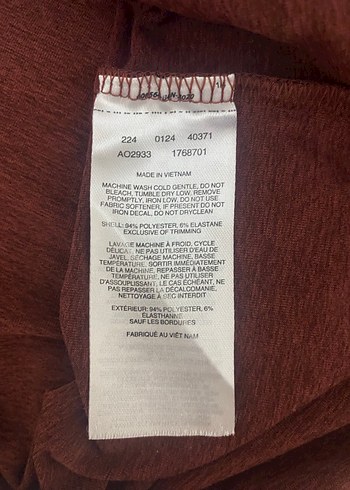 224 0124 40371
AO2933 1768701
MADE IN VIETNAM
MACHINE WASH COLD GENTLE, DO NOT
BLEACH, TUMBLE DRY LOW, REMOVE
PROMPTLY, IRON LOW, DO NOT USE
FABRIC SOFTENER, IF PRESENT DO NOT
IRON DECAL, DO NOT DRYCLEAN
SHELL: 94% POLYESTER, 6% ELASTANE
EXCLUSIVE OF TRIMMING
LAVAGE MACHINE À FROID, CYCLE
DÉLICAT, NE PAS UTILISER D'EAU DE
JAVEL, SÉCHAGE MACHINE, BASSE
TEMPÉRATURE, SORTIR IMMÉDIATEMENT
DE LA MACHINE, REPASSER À BASSE
TEMPÉRATURE, NE PAS UTILISER
D'ASSOUPLISSANT, LE CAS ÉCHÉANT, NE
PAS REPASSER LA DÉCALCOMANIE,
NETTOYAGE À SEC INTERDIT
EXTÉRIEUR: 94% POLYESTER, 6%
ÉLASTHANNE
SAUF LES BORDURES
FABRIQUÉ AU VIÊT NAM